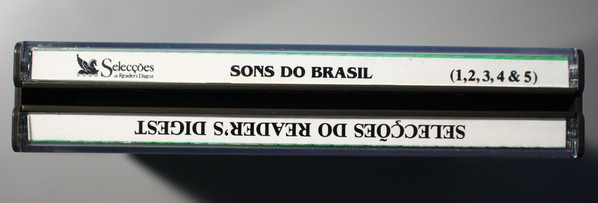 Selecções
do Reader's Digest
SONS DO BRASIL
(1,2,3,4 & 5)
SELECÇÕES DO READER'S DIGEST